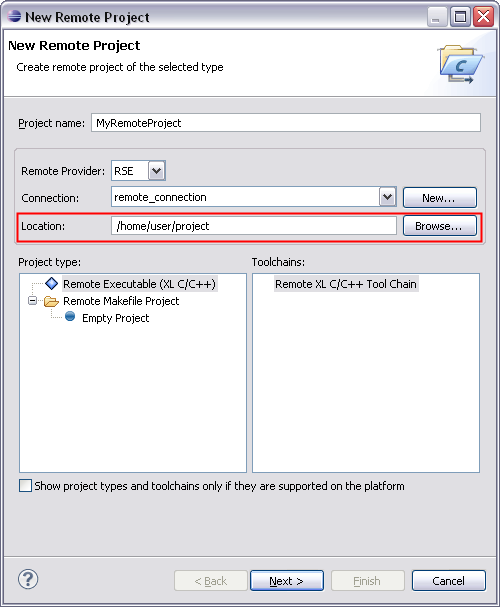 New Remote Project
New Remote Project
Create remote project of the selected type
C
Project name: MyRemoteProject
Remote Provider: RSE
Connection: remote_connection New...
Location: /home/user/project Browse...
Project type: Toolchains:
Remote Executable (XL C/C++) Remote XL C/C++ Tool Chain
Remote Makefile Project
Empty Project
Show project types and toolchains only if they are supported on the platform
? < Back Next > Finish Cancel